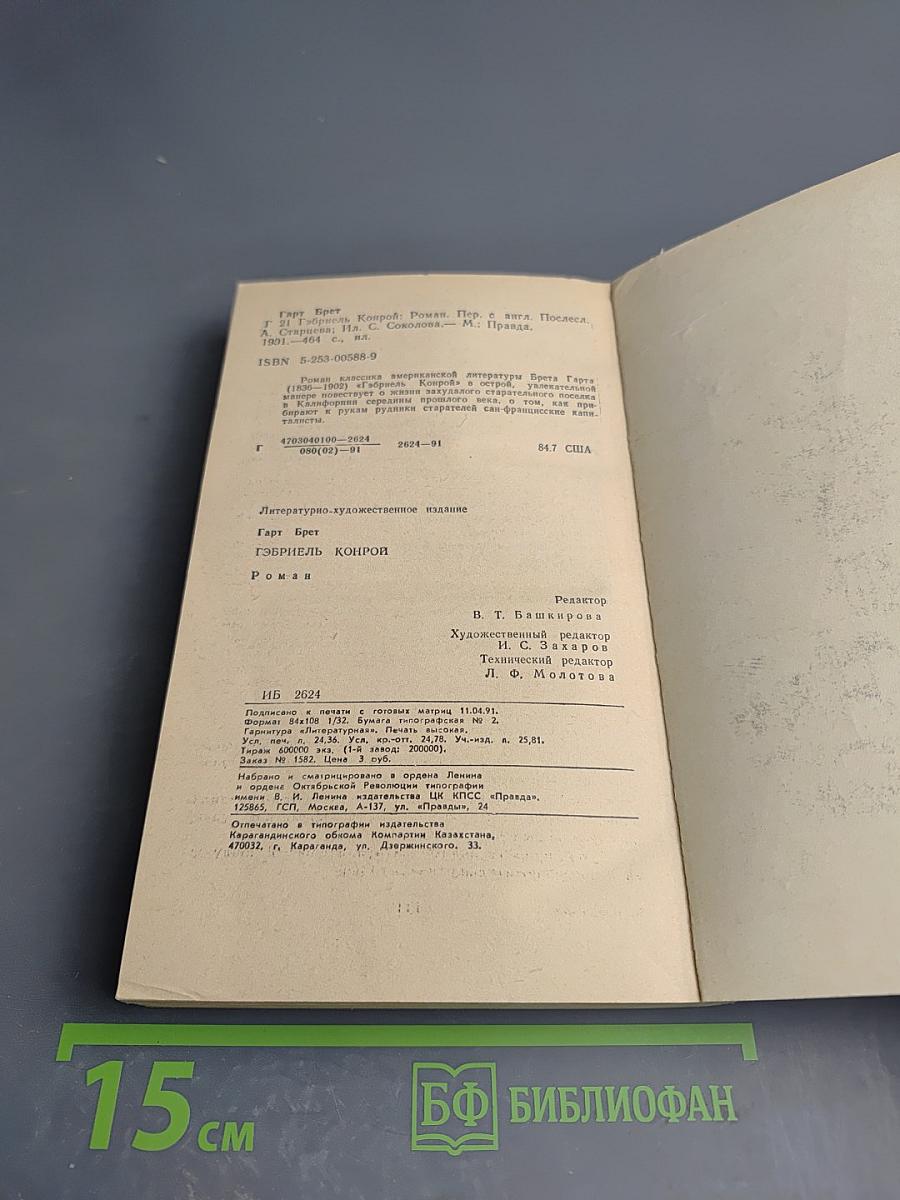 Гарт Брет
Г 21 Гэбриель Конрой: Роман. Пер. с англ. Послесл.
А. Старцева; Ил. С. Соколова.— М.: Правда,
1991.—464 с., ил.
ISBN 5-253-00588-9
Роман классика американской литературы Брета Гарта
(1836—1902) «Гэбриель Конрой» в острой, увлекательной
манере повествует о жизни захудалого старательного поселка
в Калифорнии середины прошлого века, о том, как при-
бирают к рукам рудники старателей сан-францисские капи-
талисты.
Г 4703040100—2624 2624—91 84.7 США
080(02)—91
Литературно-художественное издание
Гарт Брет
ГЭБРИЕЛЬ КОНРОЙ
Роман
Редактор
В. Т. Башкирова
Художественный редактор
И. С. Захаров
Технический редактор
Л. Ф. Молотова
ИБ 2624
Подписано к печати с готовых матриц 11.04.91.
Формат 84х108 1/32. Бумага типографская № 2.
Гарнитура «Литературная». Печать высокая.
Усл. печ. л. 24,36. Усл. кр.-отт. 24,78. Уч.-изд. л. 25,81.
Тираж 600000 экз. (1-й завод: 200000).
Заказ № 1582. Цена 3 руб.
Набрано и сматрицировано в ордена Ленина
и ордена Октябрьской Революции типографии
имени В. И. Ленина издательства ЦК КПСС «Правда».
125865, ГСП, Москва, А-137, ул. «Правды», 24
Отпечатано в типографии издательства
Карагандинского обкома Компартии Казахстана,
470032, г. Караганда, ул. Дзержинского. 33.
15 см
БФ БИБЛИОФАН